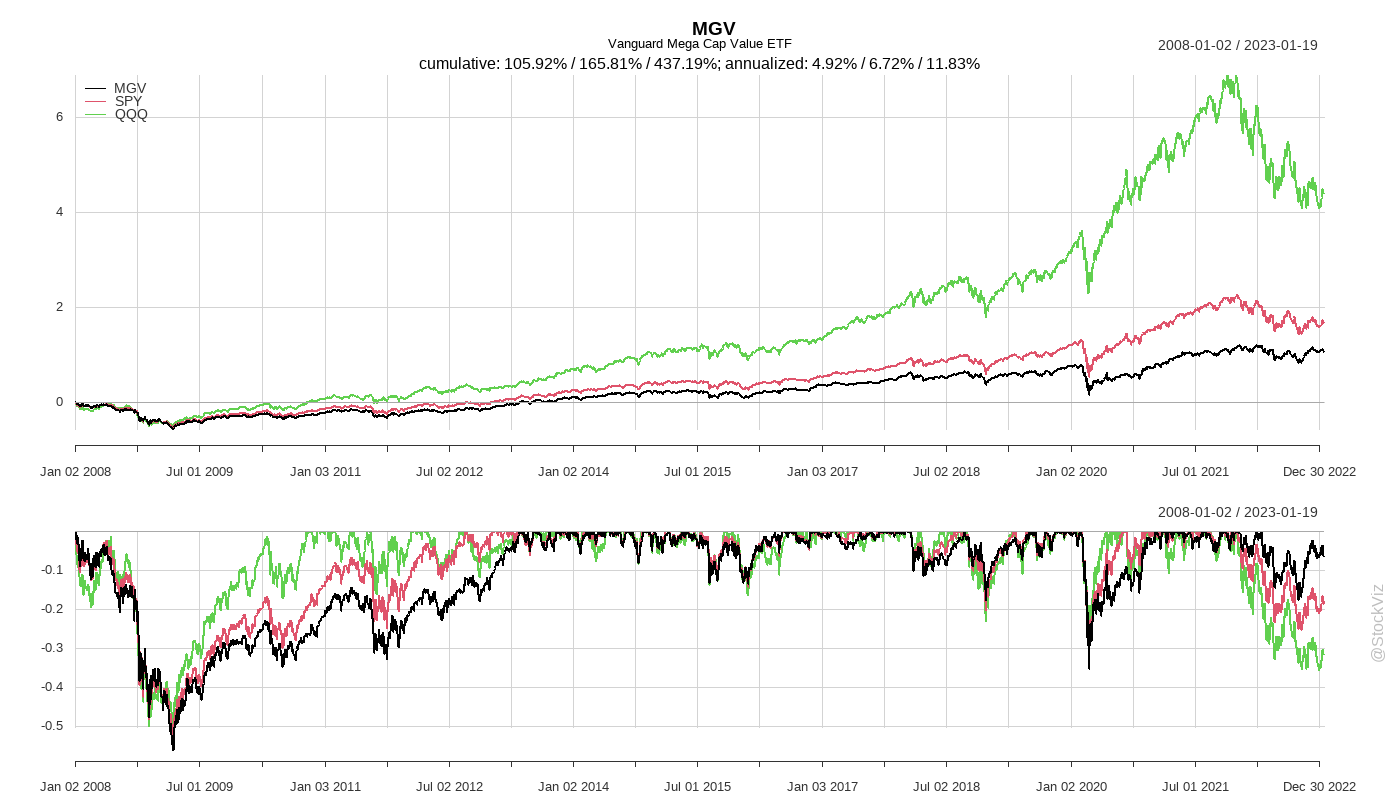 MGV
Vanguard Mega Cap Value ETF
2008-01-02 / 2023-01-19
cumulative: 105.92% / 165.81% / 437.19%; annualized: 4.92% / 6.72% / 11.83%
MGV
SPY
QQQ
6
4
2
0
Jan 02 2008 Jul 01 2009 Jan 03 2011 Jul 02 2012 Jan 02 2014 Jul 01 2015 Jan 03 2017 Jul 02 2018 Jan 02 2020 Jul 01 2021 Dec 30 2022
2008-01-02 / 2023-01-19
-0.1
-0.2
-0.3
-0.4
-0.5
Jan 02 2008 Jul 01 2009 Jan 03 2011 Jul 02 2012 Jan 02 2014 Jul 01 2015 Jan 03 2017 Jul 02 2018 Jan 02 2020 Jul 01 2021 Dec 30 2022
@StockViz